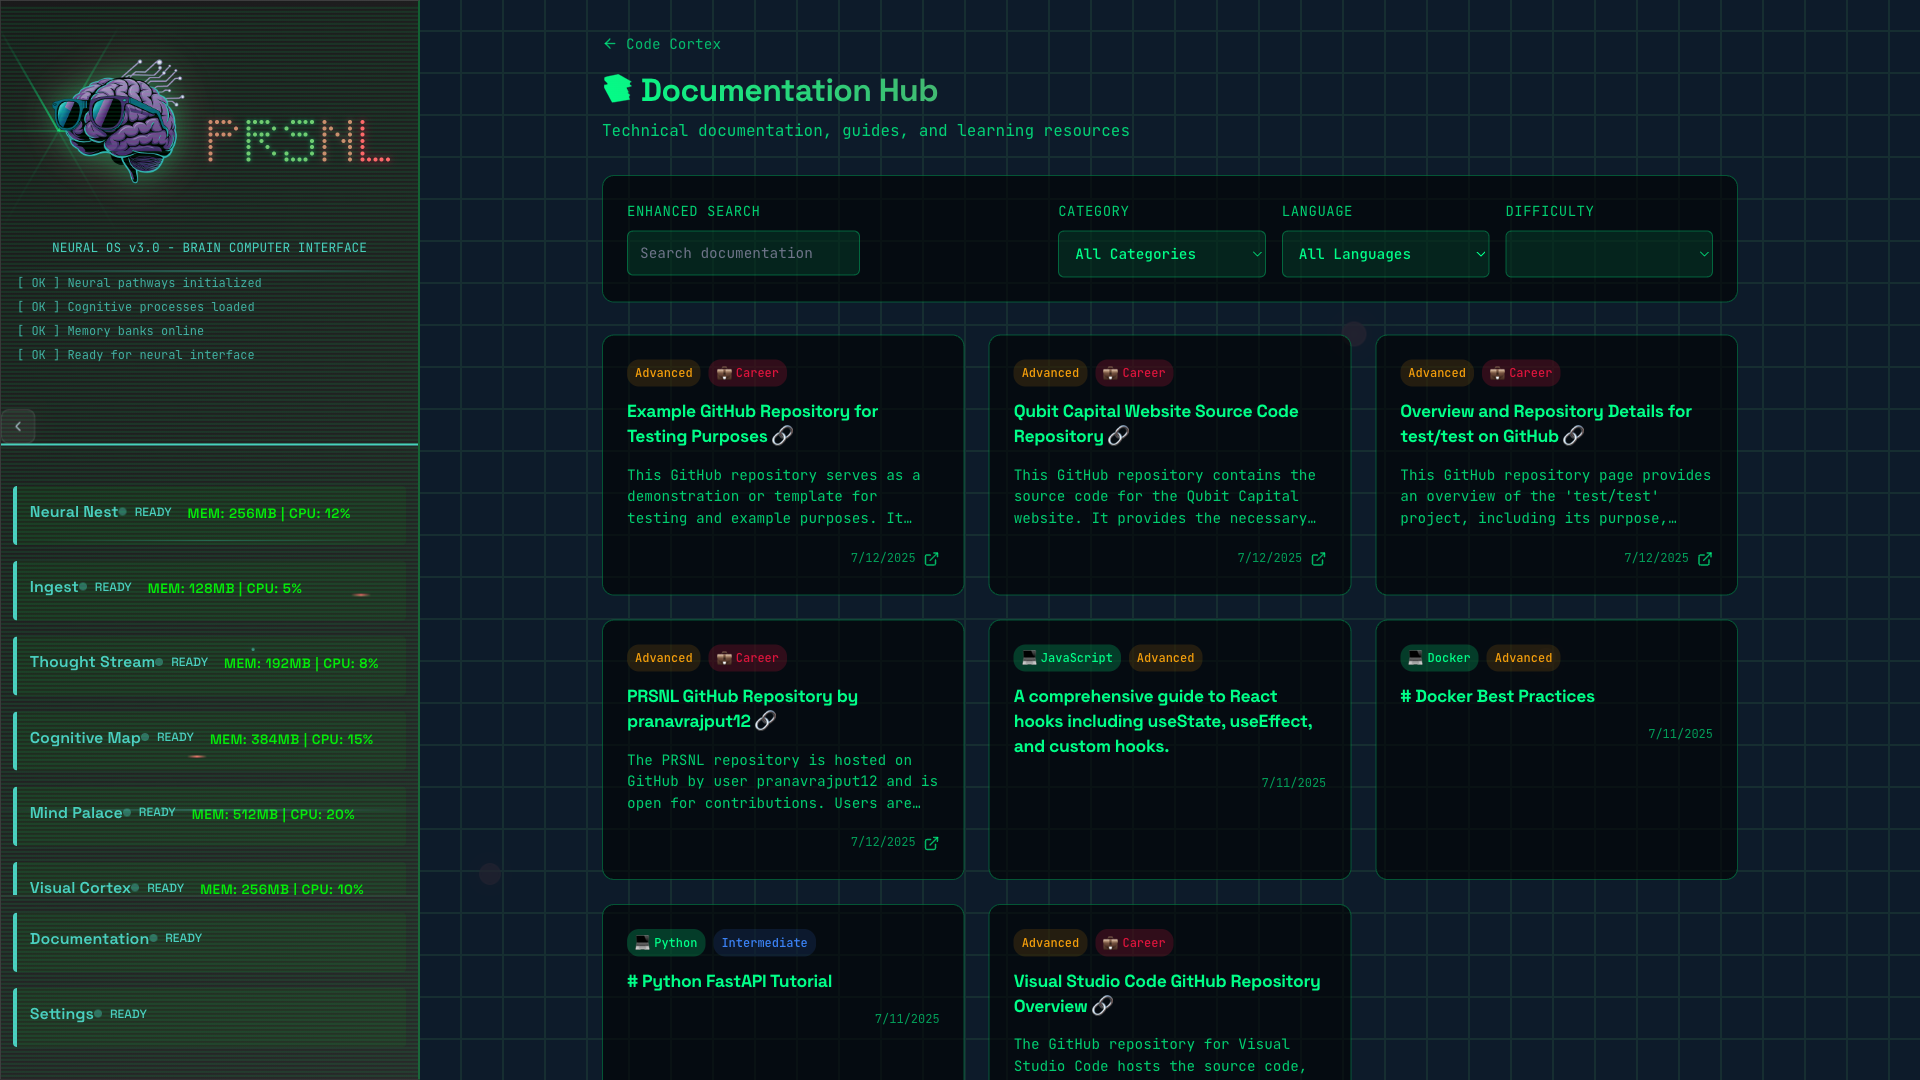 PRSNL
NEURAL OS v3.0 - BRAIN COMPUTER INTERFACE
[ OK ] Neural pathways initialized
[ OK ] Cognitive processes loaded
[ OK ] Memory banks online
[ OK ] Ready for neural interface
Neural Nest READY MEM: 256MB | CPU: 12%
Ingest READY MEM: 128MB | CPU: 5%
Thought Stream READY MEM: 192MB | CPU: 8%
Cognitive Map READY MEM: 384MB | CPU: 15%
Mind Palace READY MEM: 512MB | CPU: 20%
Visual Cortex READY MEM: 256MB | CPU: 10%
Documentation READY
Settings READY
← Code Cortex
Documentation Hub
Technical documentation, guides, and learning resources
ENHANCED SEARCH
Search documentation
CATEGORY
All Categories
LANGUAGE
All Languages
DIFFICULTY
Advanced Career
Example GitHub Repository for
Testing Purposes 🔗
This GitHub repository serves as a
demonstration or template for
testing and example purposes. It…
7/12/2025
Advanced Career
Qubit Capital Website Source Code
Repository 🔗
This GitHub repository contains the
source code for the Qubit Capital
website. It provides the necessary…
7/12/2025
Advanced Career
Overview and Repository Details for
test/test on GitHub 🔗
This GitHub repository page provides
an overview of the 'test/test'
project, including its purpose,…
7/12/2025
Advanced Career
PRSNL GitHub Repository by
pranavrajput12 🔗
The PRSNL repository is hosted on
GitHub by user pranavrajput12 and is
open for contributions. Users are…
7/12/2025
JavaScript Advanced
A comprehensive guide to React
hooks including useState, useEffect,
and custom hooks.
7/11/2025
Docker Advanced
# Docker Best Practices
7/11/2025
Python Intermediate
# Python FastAPI Tutorial
7/11/2025
Advanced Career
Visual Studio Code GitHub Repository
Overview 🔗
The GitHub repository for Visual
Studio Code hosts the source code,